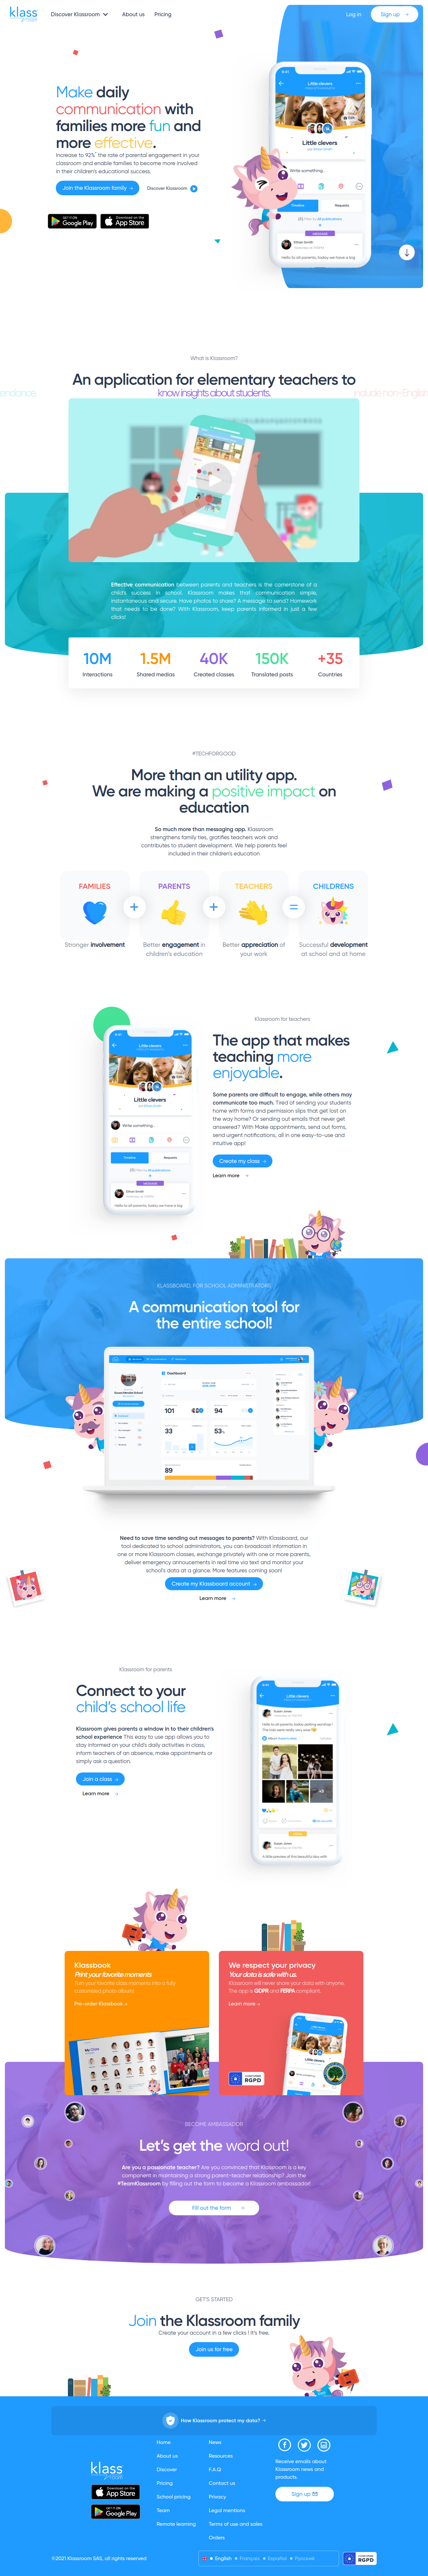 klass
room
Discover Klassroom
About us
Pricing
Log in
Sign up
Make daily
communication with
families more fun and
more effective.
Increase to 92%* the rate of parental engagement in your
classroom and enable families to become more involved
in their children's educational success.
Join the Klassroom family
Discover Klassroom
GET IT ON
Google Play
Download on the
App Store
Little clevers
Little clevers
Write something..
Timeline
Requests
MESSAGE
Ethan Smith
Hello to all parents, today we have a big
What is Klassroom?
An application for elementary teachers to
endance.
know insights about students.
include non-English
Effective communication between parents and teachers is the cornerstone of a
child's success in school. Klassroom makes that communication simple,
instantaneous and secure. Have photos to share? A message to send? Homework
that needs to be done? With Klassroom, keep parents informed in just a few
clicks!
10M
1.5M
40K
150K
+35
Interactions
Shared medias
Created classes
Translated posts
Countries
#TECHFORGOOD
More than an utility app.
We are making a positive impact on
education
So much more than messaging app. Klassroom
strengthens family ties, gratifies teachers work and
contributes to student development. We help parents feel
included in their children's education
FAMILIES
PARENTS
TEACHERS
CHILDRENS
+
+
=
Stronger involvement
Better engagement in
children's education
Better appreciation of
your work
Successful development
at school and at home
Klassroom for teachers
The app that makes
teaching more
enjoyable.
Some parents are difficult to engage, while others may
communicate too much. Tired of sending your students
home with forms and permission slips that get lost on
the way home? Or sending out emails that never get
answered? With Make appointments, send out forms,
send urgent notifications, all in one easy-to-use and
intuitive app!
Create my class
Learn more
Little clevers
Little clevers
Write something..
Timeline
Requests
MESSAGE
Ethan Smith
Hello to all parents, today we have a big
KLASSBOARD, FOR SCHOOL ADMINISTRATORS
A communication tool for
the entire school!
Dashboard
101
94
33
53%
89
Need to save time sending out messages to parents? With Klassboard, our
tool dedicated to school administrators, you can broadcast information in
one or more Klassroom classes, exchange privately with one or more parents,
deliver emergency announcements in real time via text and monitor your
school's data at a glance. More features coming soon!
Create my Klassboard account
Learn more
Klassroom for parents
Connect to your
child's school life
Klassroom gives parents a window in to their children's
school experience This easy to use app allows you to
stay informed on your child's daily activities in class,
inform teachers of an absence, make appointments or
simply ask a question.
Join a class
Learn more
Little clevers
+3
Klassbook
Print your favorite moments
Turn your favorite class moments into a fully
customised photo album!
Pre-order Klassbook
We respect your privacy
Your data is safe with us.
Klassroom will never share your data with anyone.
The app is GDPR and FERPA compliant.
Learn more
RGPD
BECOME AMBASSADOR
Let's get the word out!
Are you a passionate teacher? Are you convinced that Klassroom is a key
component in maintaining a strong parent-teacher relationship? Join the
#TeamKlassroom by filling out the form to become a Klassroom ambassador!
Fill out the form
GET'S STARTED
Join the Klassroom family
Create your account in a few clicks ! It's free.
Join us for free
How Klassroom protect my data?
klass
room
Download on the
App Store
GET IT ON
Google Play
Home
About us
Discover
Pricing
School pricing
Team
Remote learning
News
Resources
F.A.Q
Contact us
Privacy
Legal mentions
Terms of use and sales
Orders
Receive emails about
Klassroom news and
products.
Sign up
©2021 Klassroom SAS, all rights reserved
English
Français
Español
Русский
RGPD